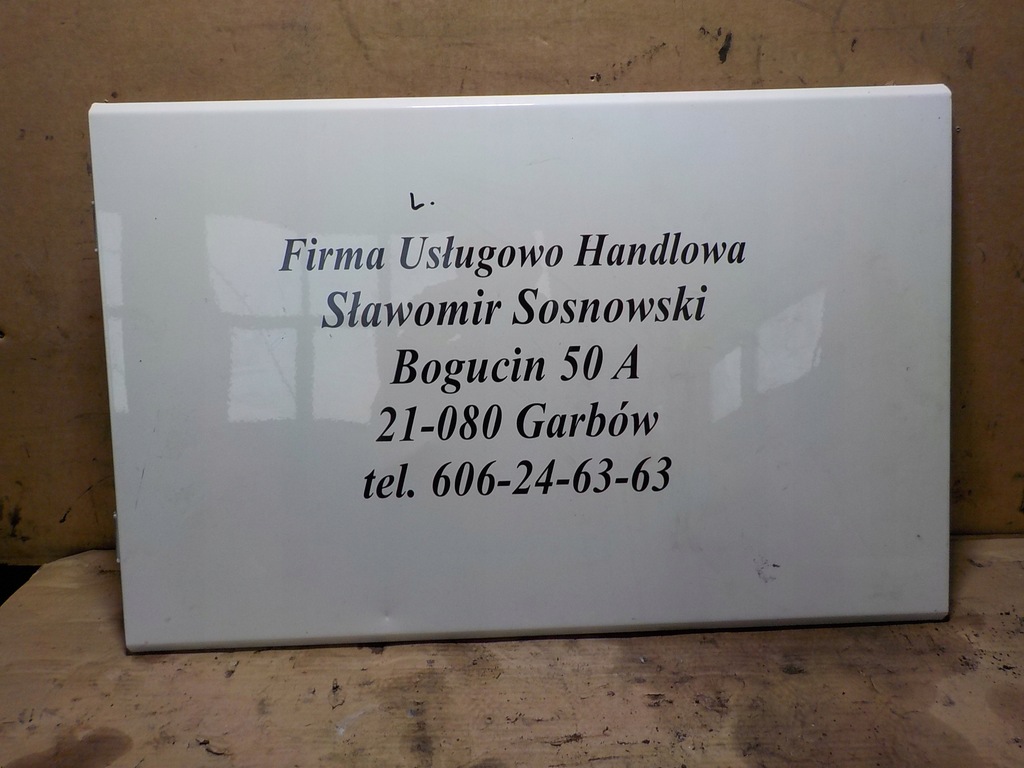 L.
Firma Usługowo Handlowa
Sławomir Sosnowski
Bogucin 50 A
21-080 Garbów
tel. 606-24-63-63